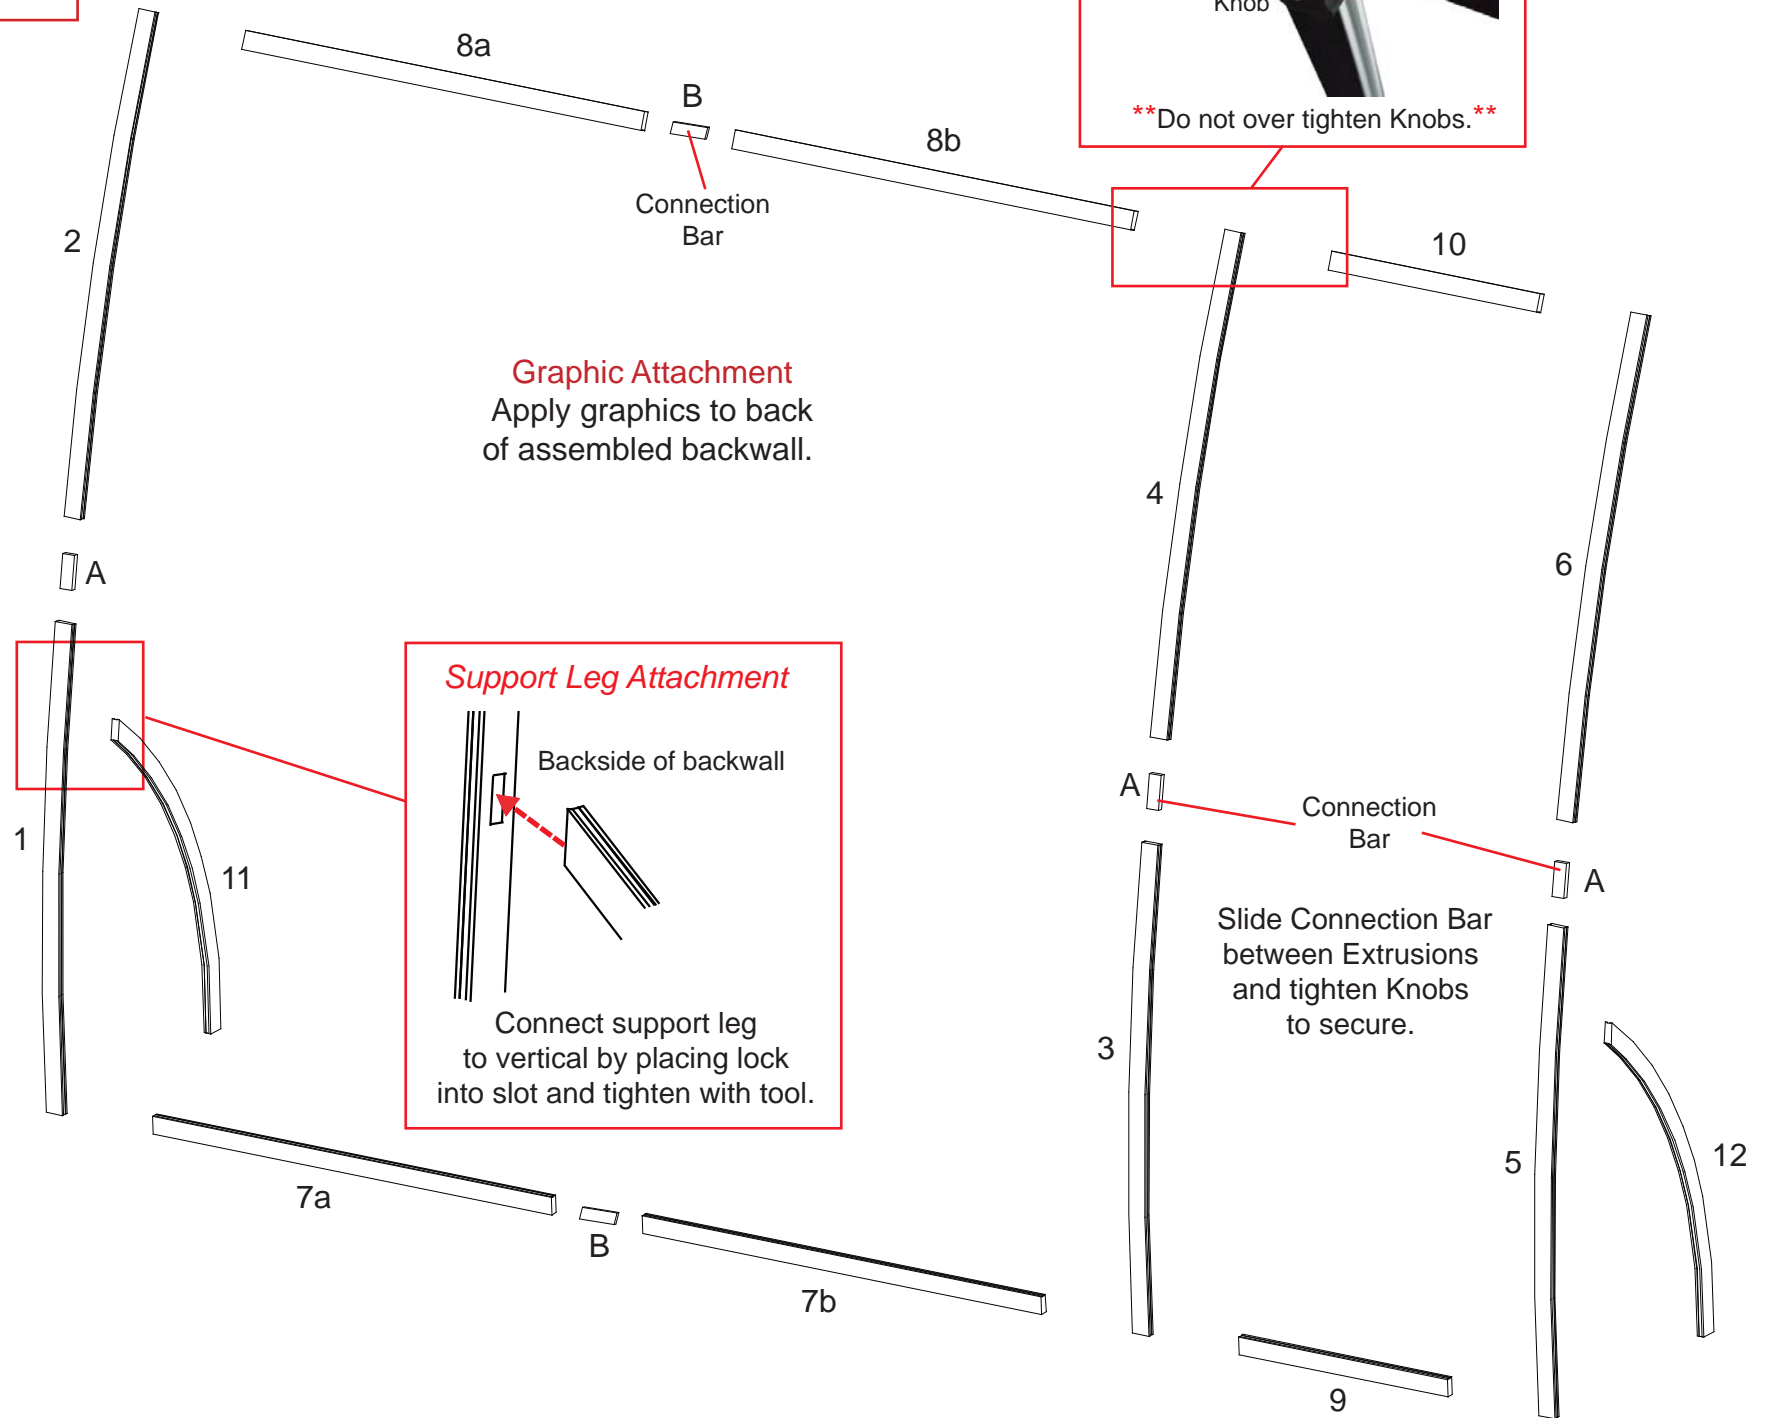 Knob
**Do not over tighten Knobs.**
8a
B
8b
Connection
Bar
2
10
Graphic Attachment
Apply graphics to back
of assembled backwall.
4
6
A
Support Leg Attachment
Backside of backwall
Connect support leg
to vertical by placing lock
into slot and tighten with tool.
A
Connection
Bar
A
Slide Connection Bar
between Extrusions
and tighten Knobs
to secure.
1
11
3
5
12
7a
B
7b
9